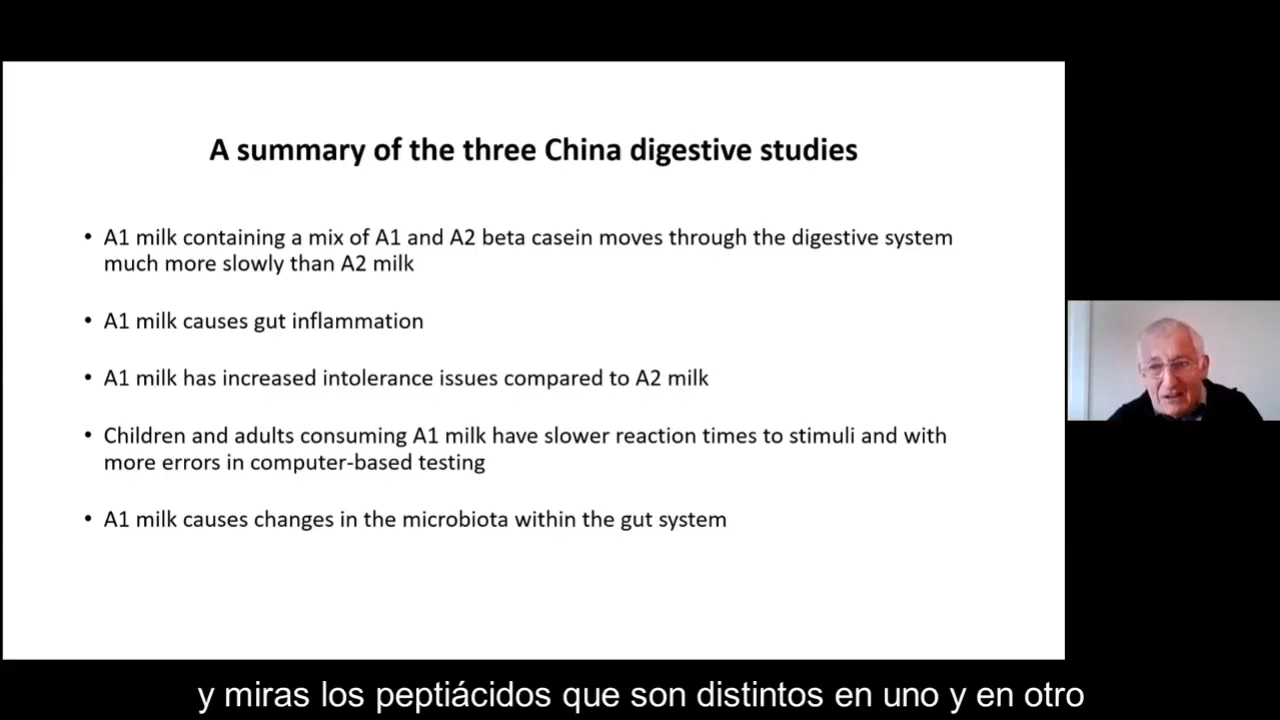 A summary of the three China digestive studies
• A1 milk containing a mix of A1 and A2 beta casein moves through the digestive system
much more slowly than A2 milk
• A1 milk causes gut inflammation
• A1 milk has increased intolerance issues compared to A2 milk
• Children and adults consuming A1 milk have slower reaction times to stimuli and with
more errors in computer-based testing
• A1 milk causes changes in the microbiota within the gut system
y miras los peptiácidos que son distintos en uno y en otro